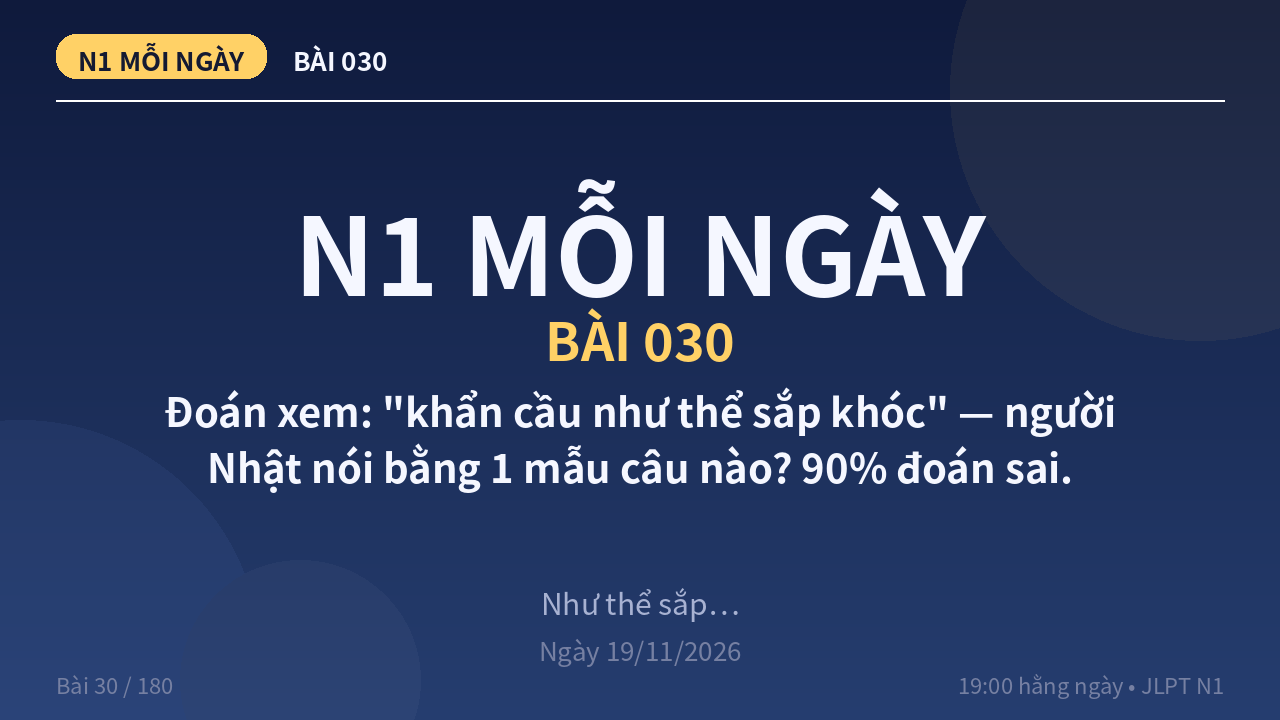 N1 MỖI NGÀY BÀI 030
N1 MỖI NGÀY
BÀI 030
Đoán xem: "khẩn cầu như thể sắp khóc" — người
Nhật nói bằng 1 mẫu câu nào? 90% đoán sai.
Như thể sắp…
Ngày 19/11/2026
Bài 30 / 180
19:00 hằng ngày • JLPT N1